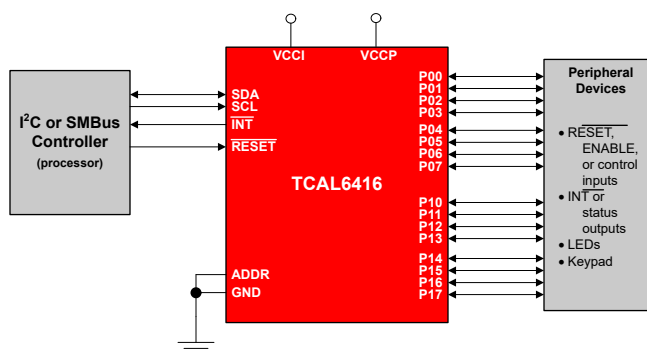 VCCI
VCCP
I²C or SMBus
Controller
(processor)
SDA
SCL
INT
RESET
ADDR
GND
TCAL6416
P00
P01
P02
P03
P04
P05
P06
P07
P10
P11
P12
P13
P14
P15
P16
P17
Peripheral
Devices
• RESET,
ENABLE,
or control
inputs
• INT or
status
outputs
• LEDs
• Keypad